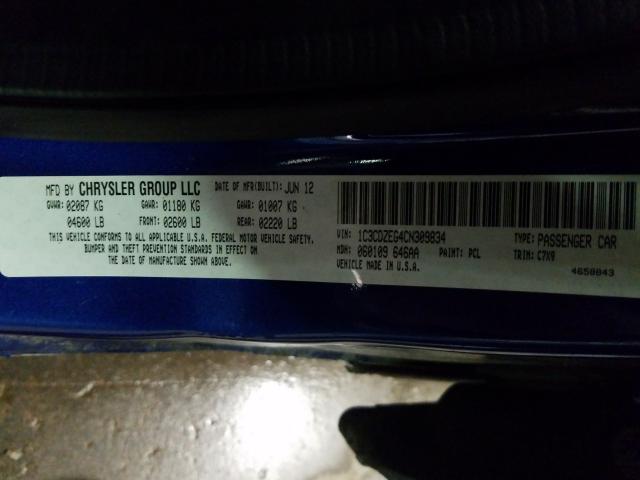 MFD BY CHRYSLER GROUP LLC DATE OF MFR(BUILT): JUN 12
GVWR: 02087 KG GAWR: 01180 KG GAWR: 01007 KG
04600 LB FRONT: 02600 LB REAR: 02220 LB
THIS VEHICLE CONFORMS TO ALL APPLICABLE U.S.A. FEDERAL MOTOR VEHICLE SAFETY,
BUMPER AND THEFT PREVENTION STANDARDS IN EFFECT ON
THE DATE OF MANUFACTURE SHOWN ABOVE.
VIN: 1C3CDZEG4CN309834 TYPE: PASSENGER CAR
MDH: 060109 646AA PAINT: PCL TRIM: C7X9
VEHICLE MADE IN U.S.A. 4658843